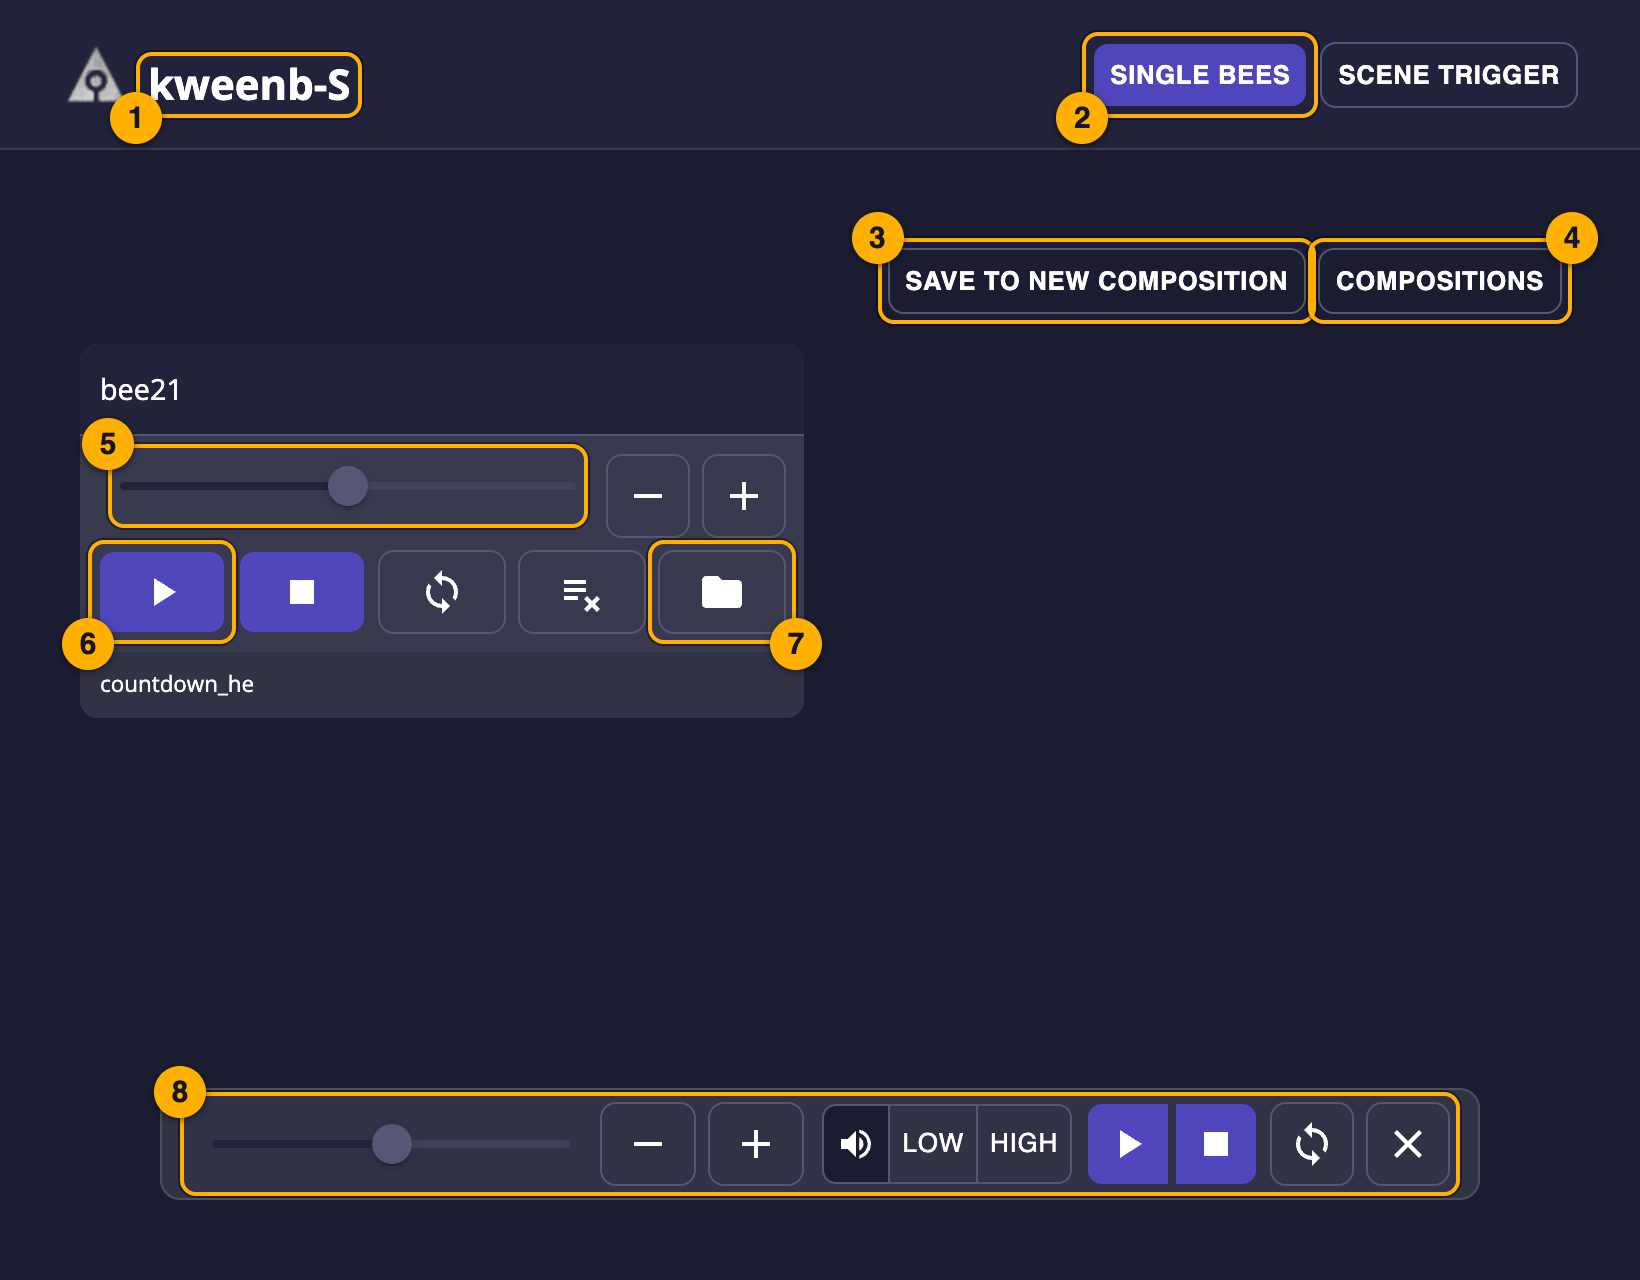 kweenb-S
1
SINGLE BEES
SCENE TRIGGER
2
3
4
SAVE TO NEW COMPOSITION
COMPOSITIONS
bee21
5
6
7
countdown_he
8
LOW
HIGH